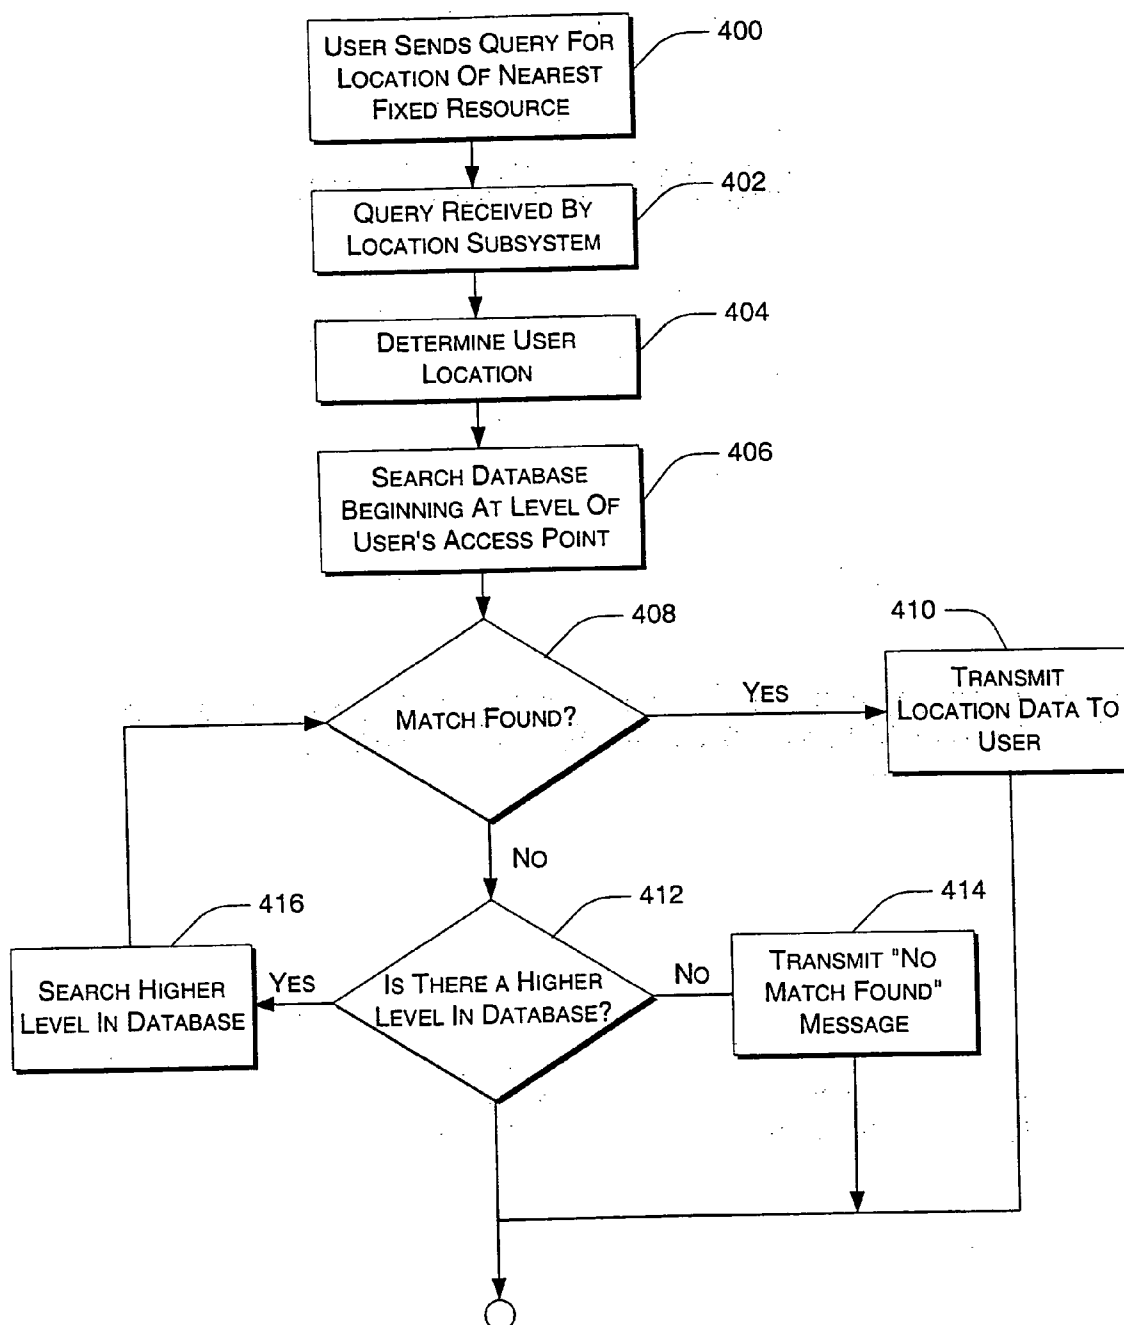 USER SENDS QUERY FOR
LOCATION OF NEAREST
FIXED RESOURCE
400
QUERY RECEIVED BY
LOCATION SUBSYSTEM
402
DETERMINE USER
LOCATION
404
SEARCH DATABASE
BEGINNING AT LEVEL OF
USER'S ACCESS POINT
406
MATCH FOUND?
408
YES
TRANSMIT
LOCATION DATA TO
USER
410
NO
IS THERE A HIGHER
LEVEL IN DATABASE?
412
NO
TRANSMIT "NO
MATCH FOUND"
MESSAGE
414
YES
SEARCH HIGHER
LEVEL IN DATABASE
416